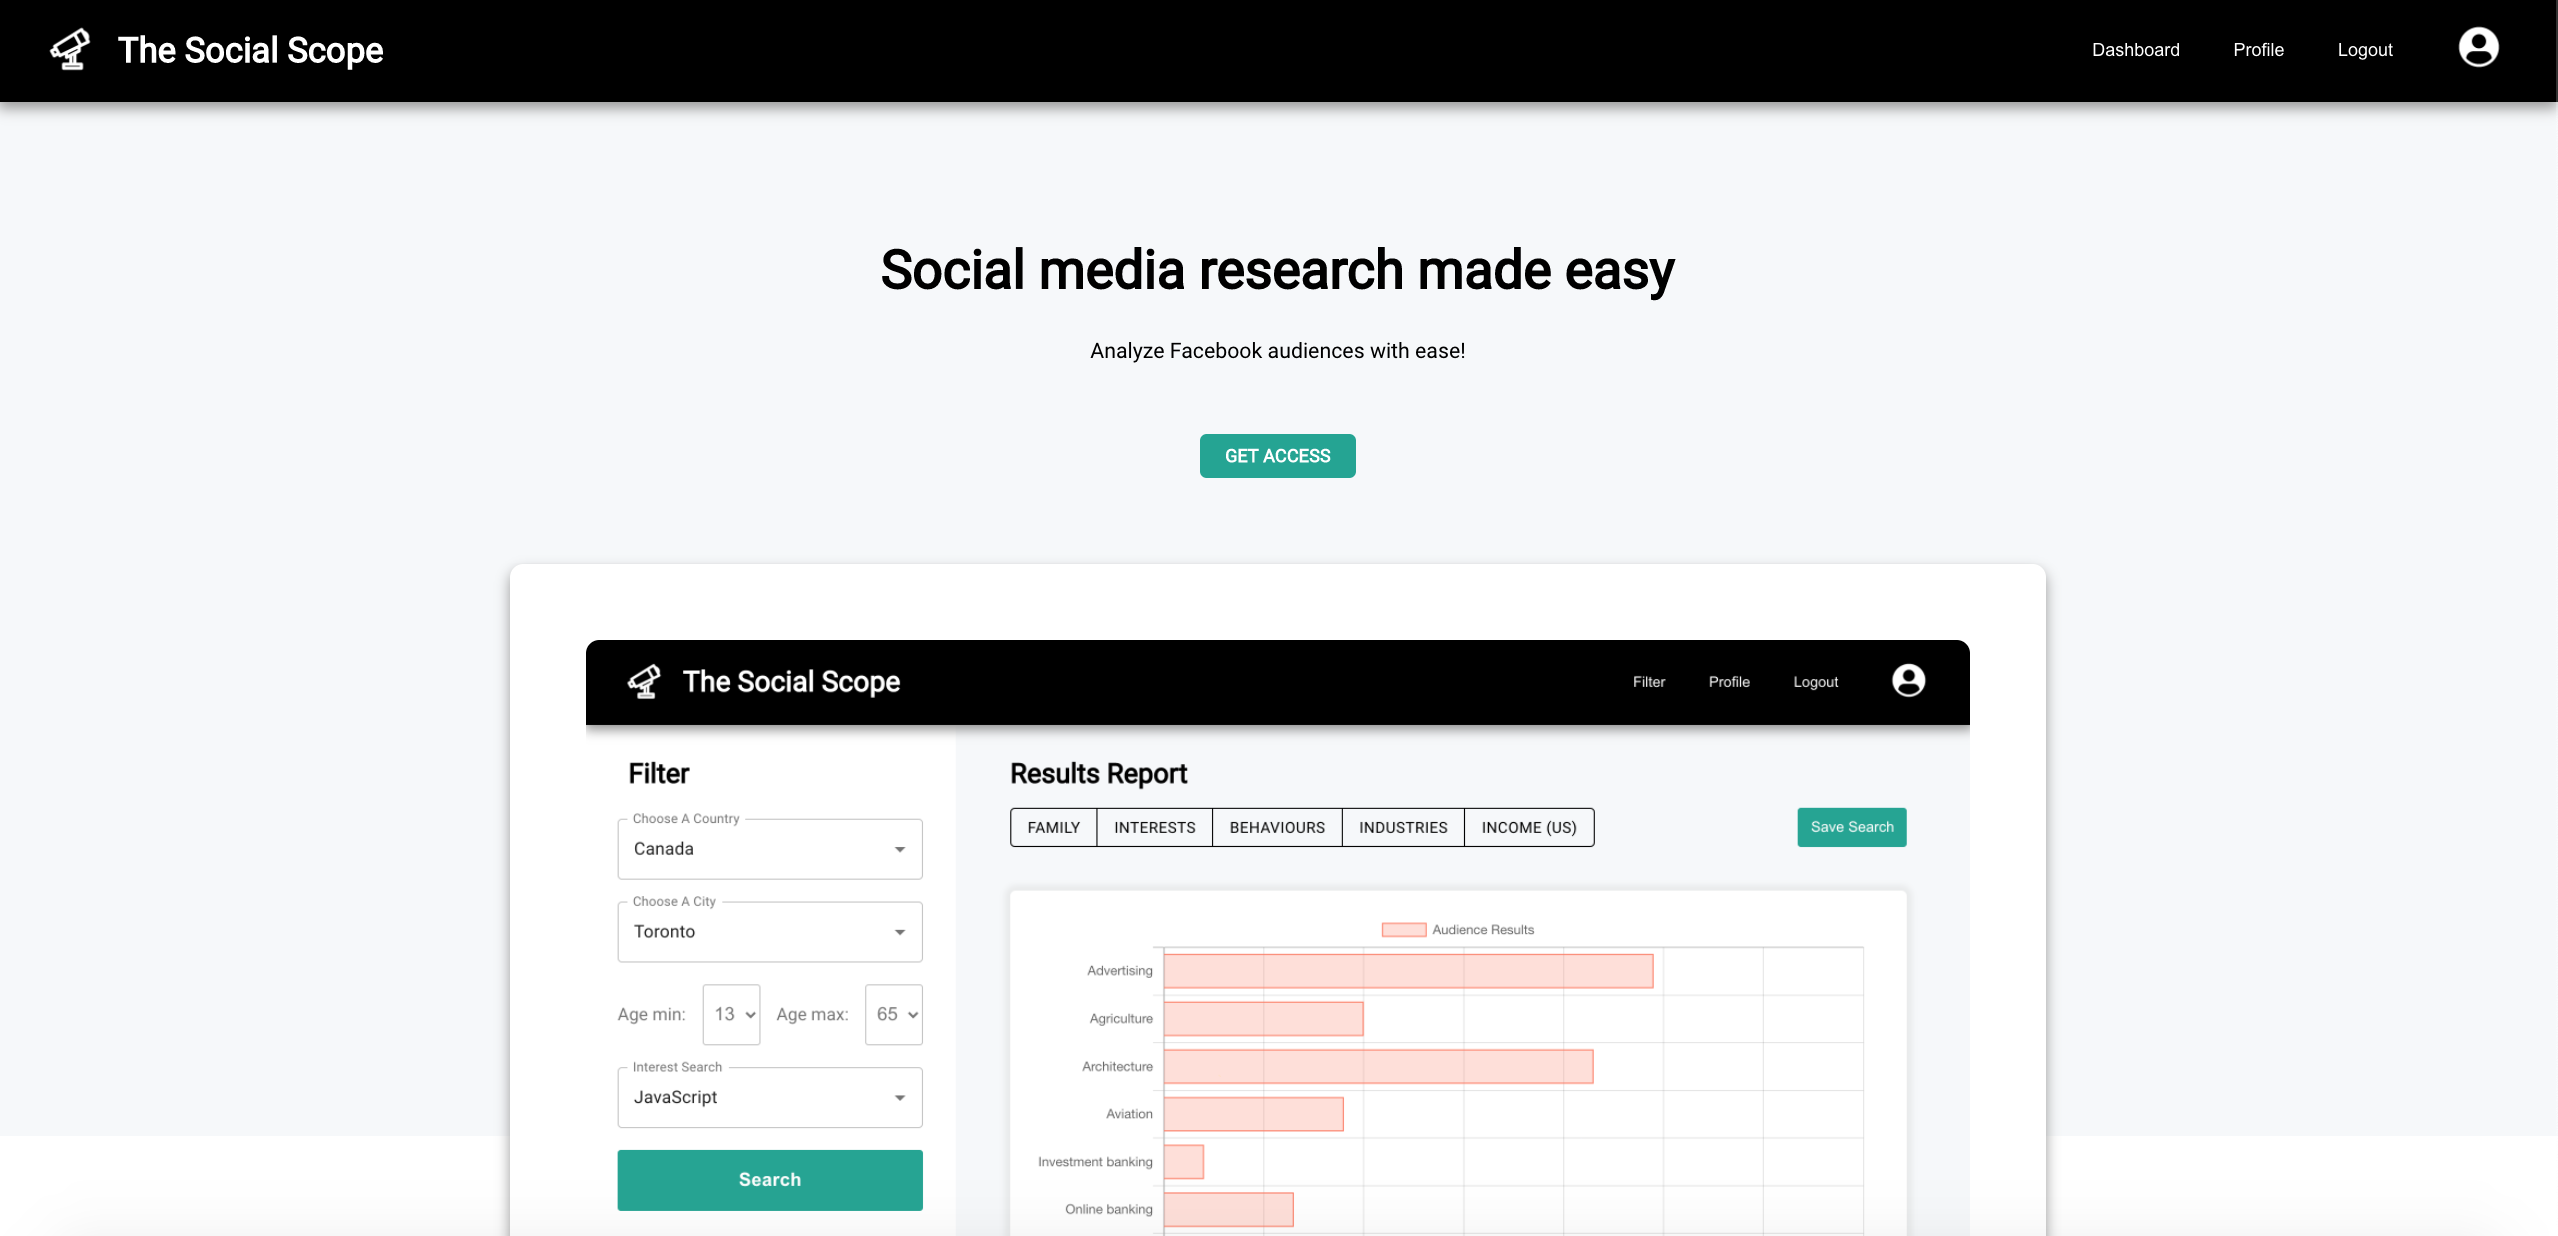 The Social Scope
Dashboard Profile Logout
Social media research made easy
Analyze Facebook audiences with ease!
GET ACCESS
The Social Scope
Filter Profile Logout
Filter
Choose A Country
Canada
Choose A City
Toronto
Age min: 13 Age max: 65
Interest Search
JavaScript
Search
Results Report
FAMILY INTERESTS BEHAVIOURS INDUSTRIES INCOME (US)
Save Search
Audience Results
Advertising
Agriculture
Architecture
Aviation
Investment banking
Online banking